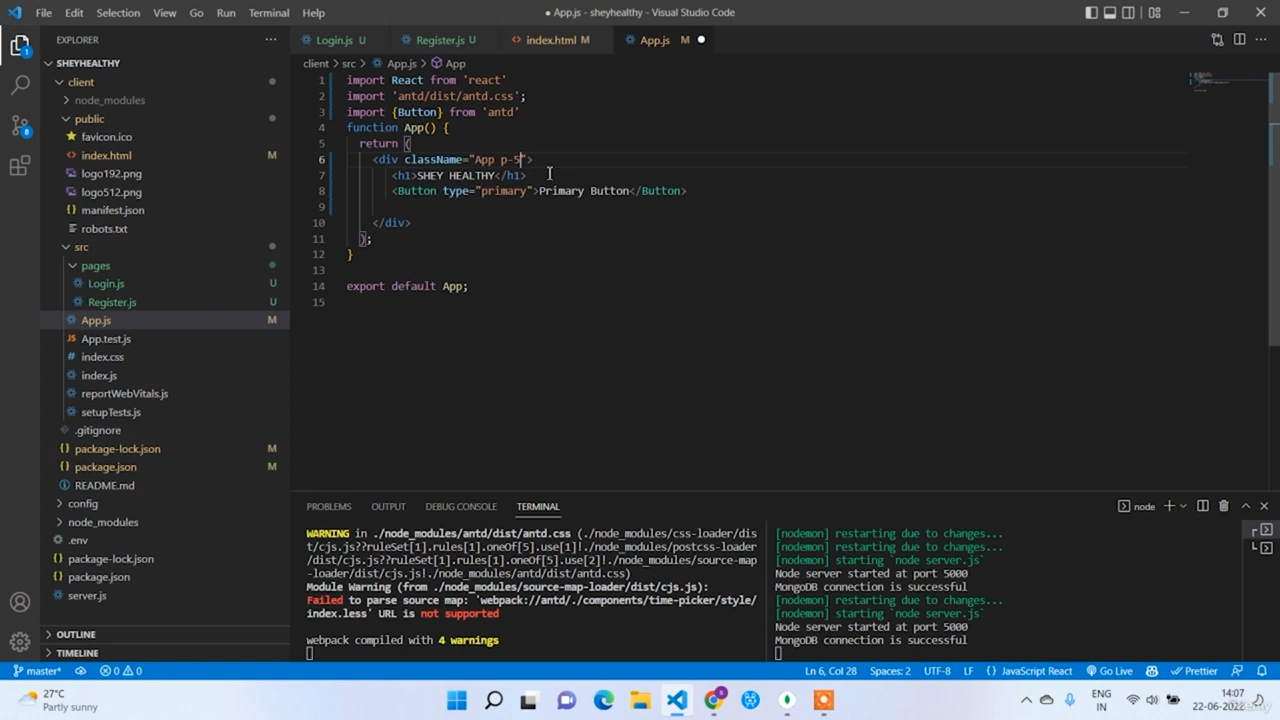 File Edit Selection View Go Run Terminal Help
● App.js - sheyhealthy - Visual Studio Code
EXPLORER ...
Login.js U
Register.js U
index.html M
App.js M ●
SHEYHEALTHY
client > src > App.js > App
client
node_modules
public
favicon.ico
index.html M
logo192.png
logo512.png
manifest.json
robots.txt
src
pages
Login.js U
Register.js U
App.js M
App.test.js
index.css
index.js
reportWebVitals.js
setupTests.js
.gitignore
package-lock.json M
package.json M
README.md
config
node_modules
.env
package-lock.json
package.json
server.js
OUTLINE
TIMELINE
1 import React from 'react'
2 import 'antd/dist/antd.css';
3 import {Button} from 'antd'
4 function App() {
5 return (
6 <div className="App p-5">
7 <h1>SHEY HEALTHY</h1>
8 <Button type="primary">Primary Button</Button>
9
10 </div>
11 );
12 }
13
14 export default App;
15
PROBLEMS OUTPUT DEBUG CONSOLE TERMINAL
node
WARNING in ./node_modules/antd/dist/antd.css (./node_modules/css-loader/dis
t/cjs.js??ruleSet[1].rules[1].oneOf[5].use[1]!./node_modules/postcss-loader
/dist/cjs.js??ruleSet[1].rules[1].oneOf[5].use[2]!./node_modules/source-map
-loader/dist/cjs.js!./node_modules/antd/dist/antd.css)
Module Warning (from ./node_modules/source-map-loader/dist/cjs.js):
Failed to parse source map: 'webpack://antd/./components/time-picker/style/
index.less' URL is not supported
webpack compiled with 4 warnings
[nodemon] restarting due to changes...
[nodemon] restarting due to changes...
[nodemon] starting `node server.js`
Node server started at port 5000
MongoDB connection is successful
[nodemon] restarting due to changes...
[nodemon] starting `node server.js`
Node server started at port 5000
MongoDB connection is successful
master* 0 0
Ln 6, Col 28 Spaces: 2 UTF-8 LF { } JavaScript React Go Live Prettier
27°C
Partly sunny
ENG
IN
14:07
22-06-2022